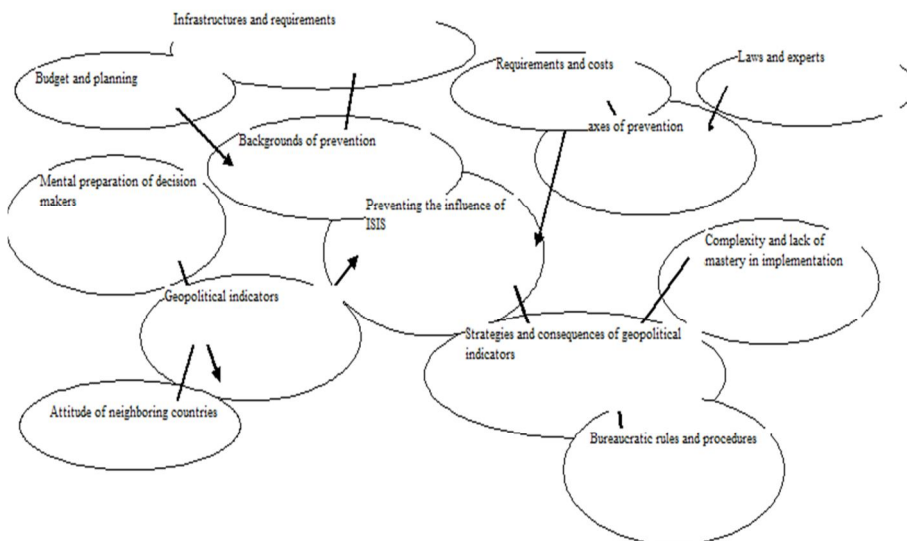 Infrastructures and requirements
Budget and planning
Requirements and costs
Laws and experts
Backgrounds of prevention
axes of prevention
Mental preparation of decision
makers
Preventing the influence of
ISIS
Complexity and lack of
mastery in implementation
Geopolitical indicators
Strategies and consequences of geopolitical
indicators
Attitude of neighboring countries
Bureaucratic rules and procedures